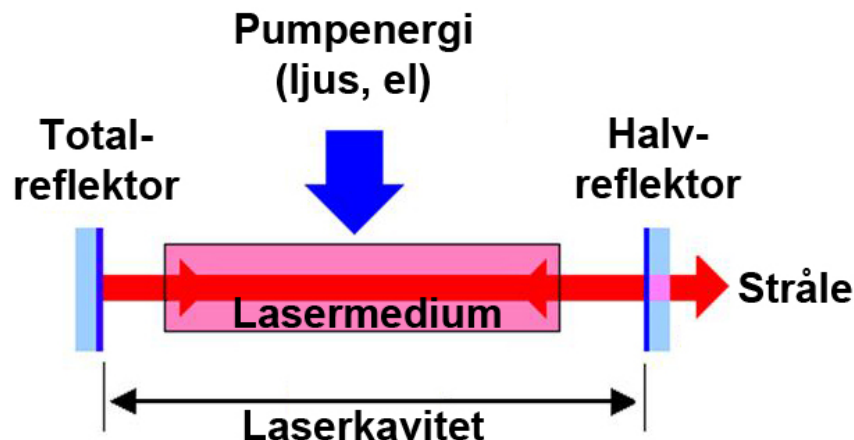 Pumpenergi
(ljus, el)
Total-
reflektor
Halv-
reflektor
Lasermedium
Stråle
Laserkavitet